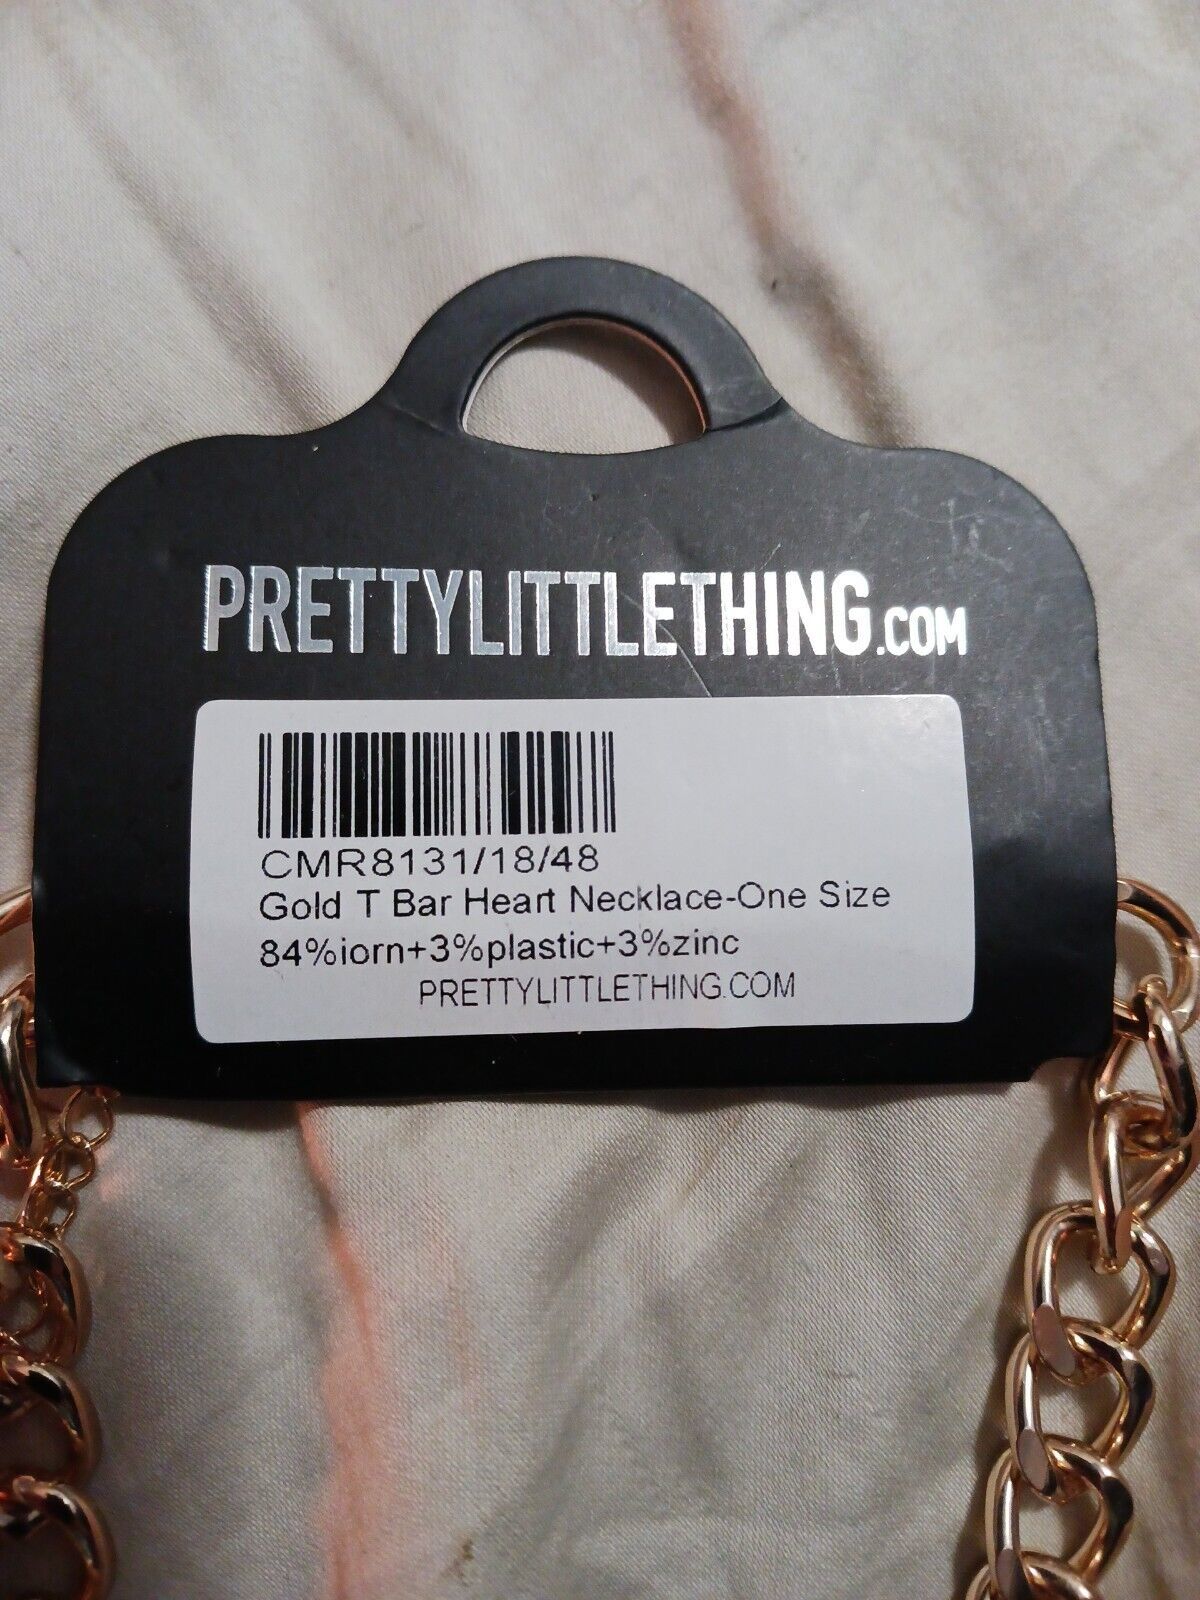 PRETTYLITTLETHING.COM
CMR8131/18/48
Gold T Bar Heart Necklace-One Size
84%iorn+3%plastic+3%zinc
PRETTYLITTLETHING.COM